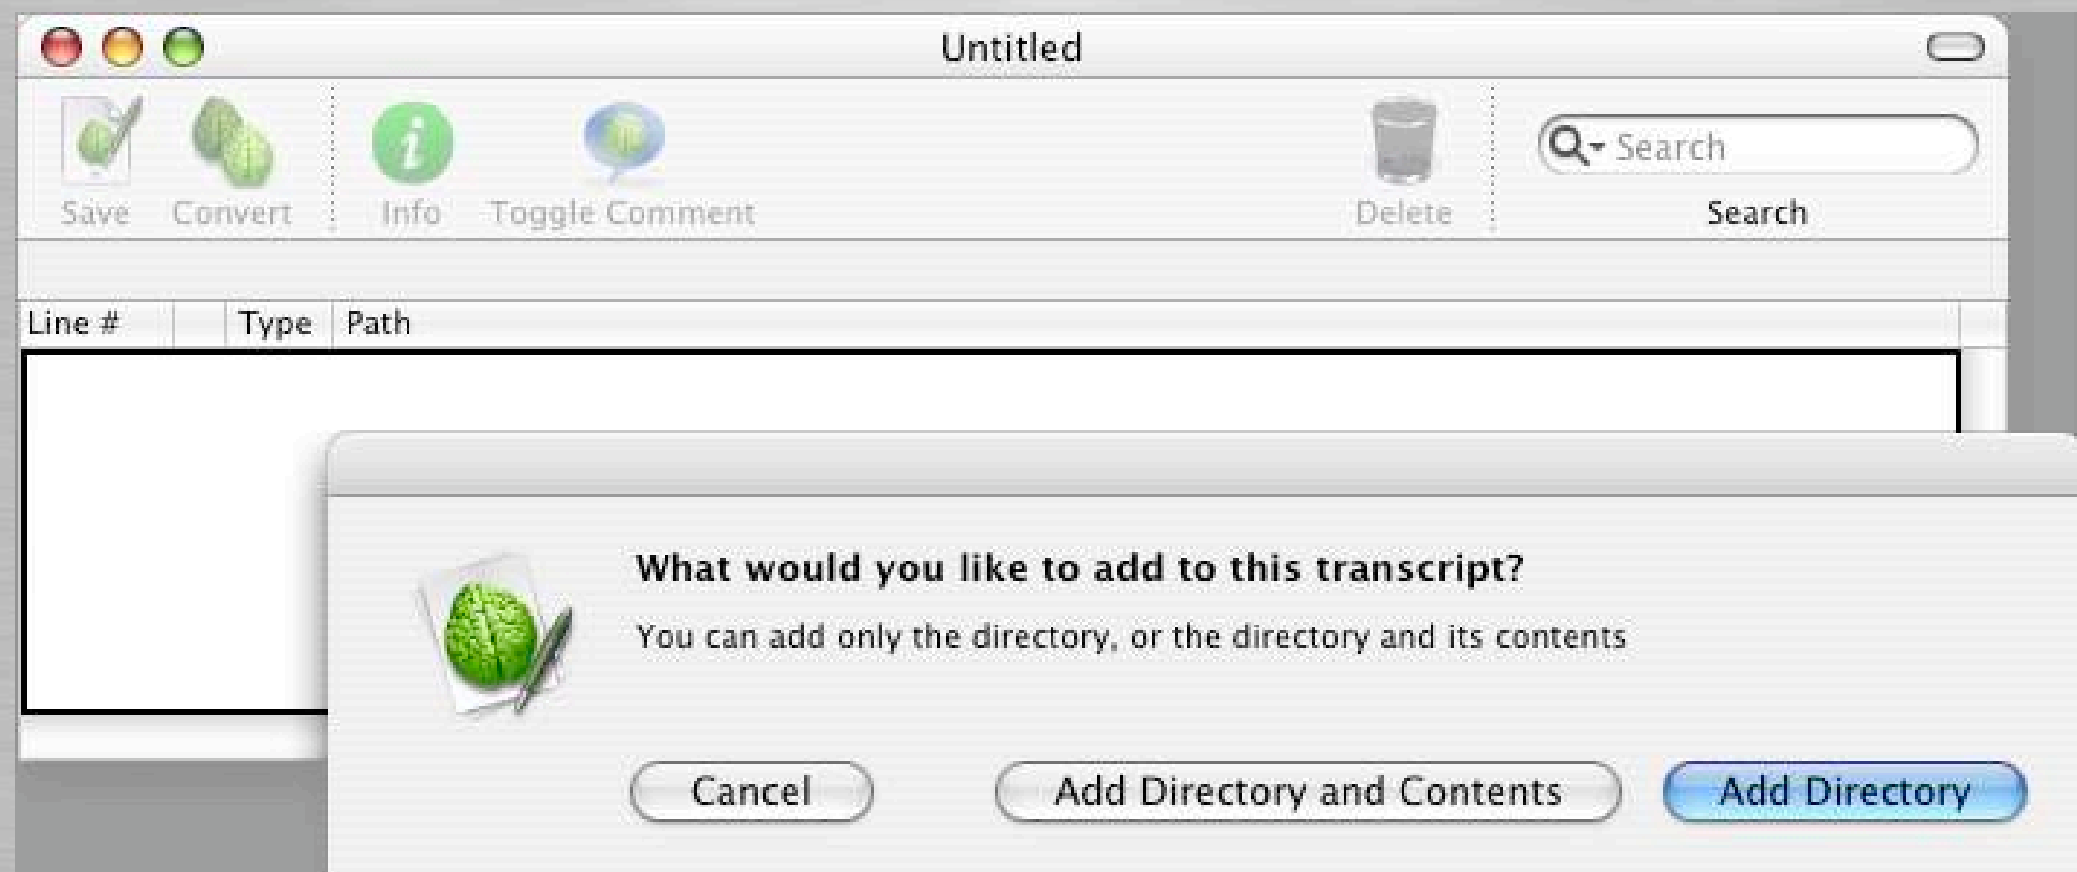 Untitled
Save Convert Info Toggle Comment Delete Search
Search
Line # Type Path
What would you like to add to this transcript?
You can add only the directory, or the directory and its contents
Cancel Add Directory and Contents Add Directory